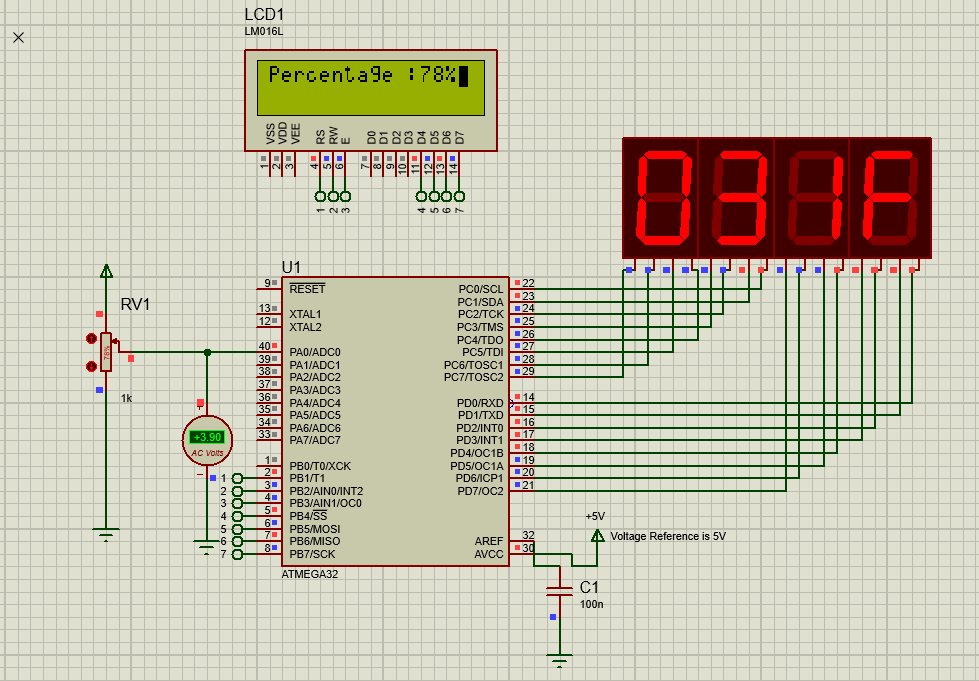 LCD1
LM016L
Percentage :78%
VSS VDD VEE RS RW E D0 D1 D2 D3 D4 D5 D6 D7
1 2 3 4 5 6 7 8 9 10 11 12 13 14
1 2 3 4 5 6 7
031F
RV1
78%
1k
+3.90
AC Volts
U1
9 RESET
13 XTAL1
12 XTAL2
40 PA0/ADC0
39 PA1/ADC1
38 PA2/ADC2
37 PA3/ADC3
36 PA4/ADC4
35 PA5/ADC5
34 PA6/ADC6
33 PA7/ADC7
1 PB0/T0/XCK
1 2 PB1/T1
2 3 PB2/AIN0/INT2
3 4 PB3/AIN1/OC0
4 5 PB4/SS
5 6 PB5/MOSI
6 7 PB6/MISO
7 8 PB7/SCK
PC0/SCL 22
PC1/SDA 23
PC2/TCK 24
PC3/TMS 25
PC4/TDO 26
PC5/TDI 27
PC6/TOSC1 28
PC7/TOSC2 29
PD0/RXD 14
PD1/TXD 15
PD2/INT0 16
PD3/INT1 17
PD4/OC1B 18
PD5/OC1A 19
PD6/ICP1 20
PD7/OC2 21
AREF 32
AVCC 30
ATMEGA32
+5V
Voltage Reference is 5V
C1
100n